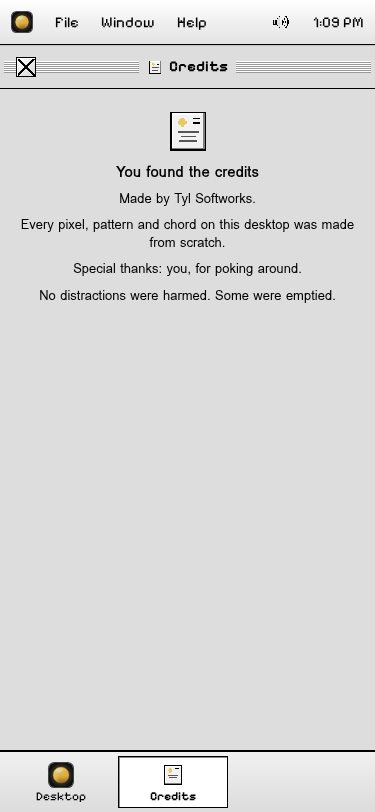 File Window Help 1:09 PM
Credits
You found the credits
Made by Tyl Softworks.
Every pixel, pattern and chord on this desktop was made
from scratch.
Special thanks: you, for poking around.
No distractions were harmed. Some were emptied.
Desktop Credits